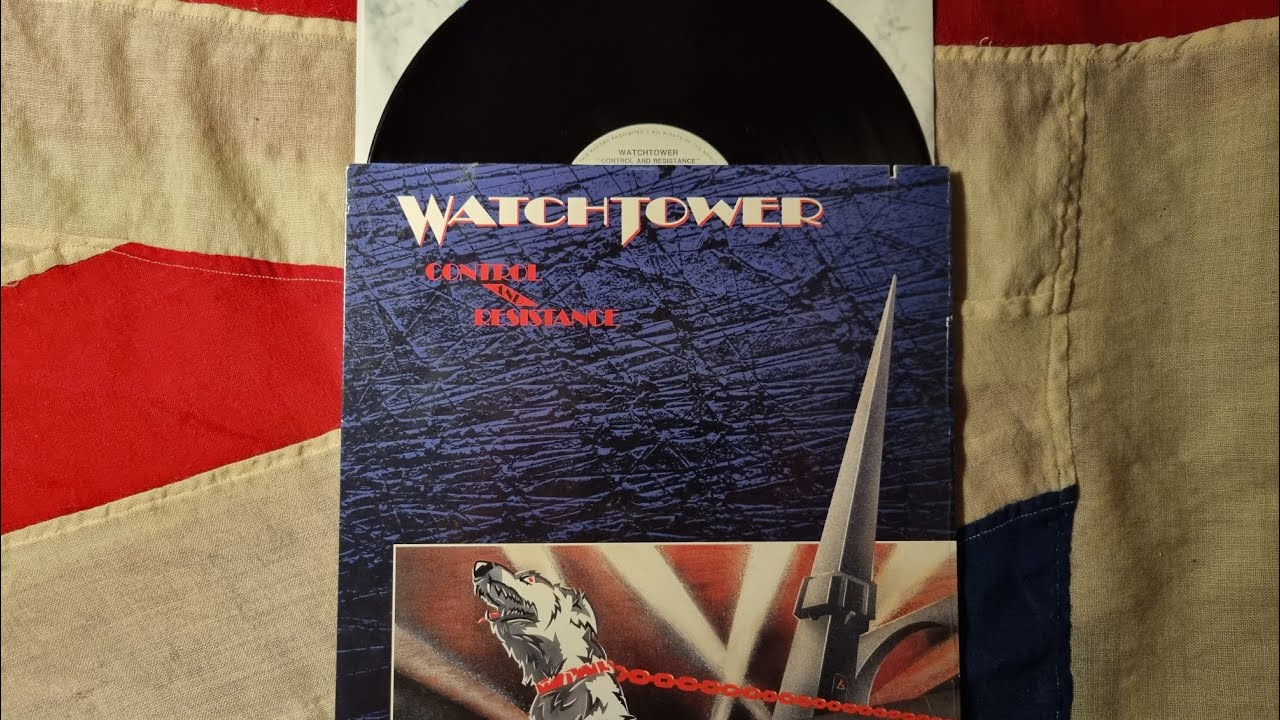 WATCHTOWER
"CONTROL AND RESISTANCE"
WATCHTOWER
CONTROL
AND
RESISTANCE